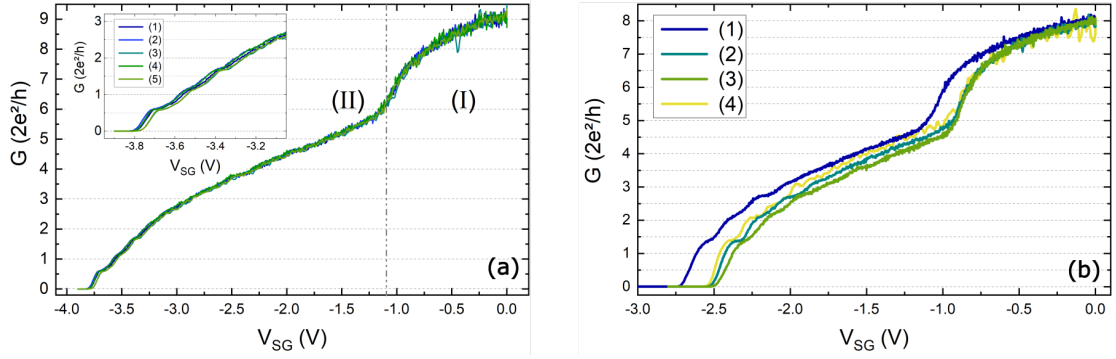 G (2e²/h)
9
8
7
6
5
4
3
2
1
0
-4.0 -3.5 -3.0 -2.5 -2.0 -1.5 -1.0 -0.5 0.0
V_SG (V)
G (2e²/h)
3
2
1
0
-3.8 -3.6 -3.4 -3.2
V_SG (V)
(1)
(2)
(3)
(4)
(5)
(II)
(I)
(a)
G (2e²/h)
8
7
6
5
4
3
2
1
0
-3.0 -2.5 -2.0 -1.5 -1.0 -0.5 0.0
V_SG (V)
(1)
(2)
(3)
(4)
(b)